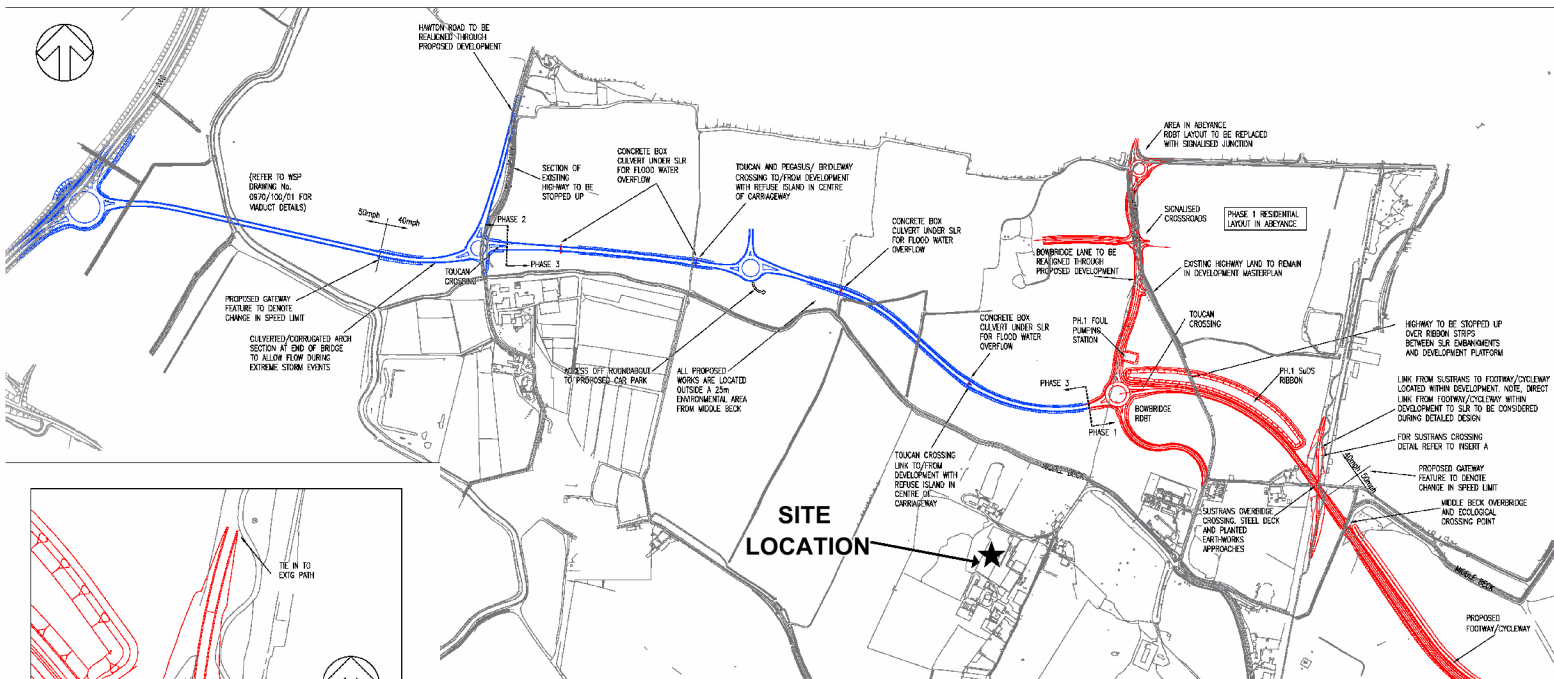 HAWTON ROAD TO BE
REALIGNED THROUGH
PROPOSED DEVELOPMENT
(REFER TO WSP
DRAWING No.
0970/100/01 FOR
VIADUCT DETAILS)
50mph
40mph
SECTION OF
EXISTING
HIGHWAY TO BE
STOPPED UP
CONCRETE BOX
CULVERT UNDER SLR
FOR FLOOD WATER
OVERFLOW
TOUCAN AND PEGASUS/ BRIDLEWAY
CROSSING TO/FROM DEVELOPMENT
WITH REFUSE ISLAND IN CENTRE
OF CARRIAGEWAY
CONCRETE BOX
CULVERT UNDER SLR
FOR FLOOD WATER
OVERFLOW
AREA IN ABEYANCE
RDBT LAYOUT TO BE REPLACED
WITH SIGNALISED JUNCTION
SIGNALISED
CROSSROADS
PHASE 1 RESIDENTIAL
LAYOUT IN ABEYANCE
BOWBRIDGE LANE TO BE
REALIGNED THROUGH
PROPOSED DEVELOPMENT
EXISTING HIGHWAY LAND TO REMAIN
IN DEVELOPMENT MASTERPLAN
PHASE 2
PHASE 3
TOUCAN
CROSSING
PROPOSED GATEWAY
FEATURE TO DENOTE
CHANGE IN SPEED LIMIT
CULVERTED/CORRUGATED ARCH
SECTION AT END OF BRIDGE
TO ALLOW FLOW DURING
EXTREME STORM EVENTS
ACCESS OFF ROUNDABOUT
TO PROPOSED CAR PARK
ALL PROPOSED
WORKS ARE LOCATED
OUTSIDE A 25m
ENVIRONMENTAL AREA
FROM MIDDLE BECK
CONCRETE BOX
CULVERT UNDER SLR
FOR FLOOD WATER
OVERFLOW
PH.1 FOUL
PUMPING
STATION
TOUCAN
CROSSING
HIGHWAY TO BE STOPPED UP
OVER RIBBON STRIPS
BETWEEN SLR EMBANKMENTS
AND DEVELOPMENT PLATFORM
PH.1 SuDS
RIBBON
PHASE 3
PHASE 1
BOWBRIDGE
RDBT
LINK FROM SUSTRANS TO FOOTWAY/CYCLEWAY
LOCATED WITHIN DEVELOPMENT. NOTE, DIRECT
LINK FROM FOOTWAY/CYCLEWAY WITHIN
DEVELOPMENT TO SLR TO BE CONSIDERED
DURING DETAILED DESIGN
FOR SUSTRANS CROSSING
DETAIL REFER TO INSERT A
40mph
50mph
PROPOSED GATEWAY
FEATURE TO DENOTE
CHANGE IN SPEED LIMIT
MIDDLE BECK OVERBRIDGE
AND ECOLOGICAL
CROSSING POINT
TOUCAN CROSSING
LINK TO/FROM
DEVELOPMENT WITH
REFUSE ISLAND IN
CENTRE OF
CARRIAGEWAY
SUSTRANS OVERBRIDGE
CROSSING. STEEL DECK
AND PLANTED
EARTHWORKS
APPROACHES
SITE
LOCATION
MIDDLE BECK
TIE IN TO
EXTG PATH
PROPOSED
FOOTWAY/CYCLEWAY